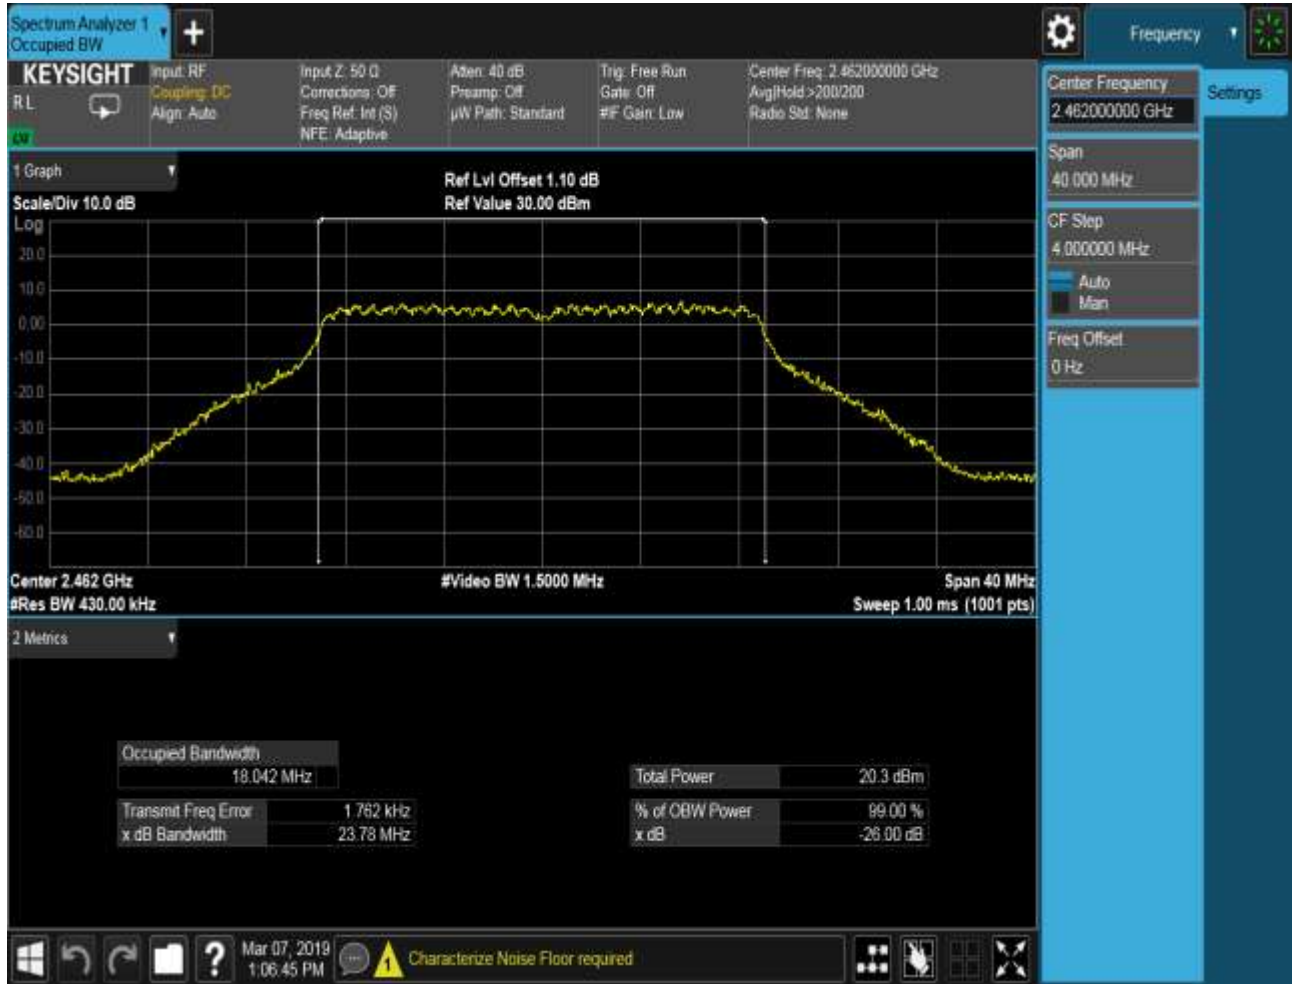 Spectrum Analyzer 1
Occupied BW
Frequency
KEYSIGHT
R L
Input: RF
Coupling: DC
Align: Auto
Input Z: 50 Ω
Corrections: Off
Freq Ref: Int (S)
NFE: Adaptive
Atten: 40 dB
Preamp: Off
µW Path: Standard
Trig: Free Run
Gate: Off
#IF Gain: Low
Center Freq: 2.462000000 GHz
Avg|Hold:>200/200
Radio Std: None
Center Frequency
2.462000000 GHz
Settings
Span
40.000 MHz
CF Step
4.000000 MHz
Auto
Man
Freq Offset
0 Hz
1 Graph
Scale/Div 10.0 dB
Ref Lvl Offset 1.10 dB
Ref Value 30.00 dBm
Log
20.0
10.0
0.00
-10.0
-20.0
-30.0
-40.0
-50.0
-60.0
Center 2.462 GHz
#Video BW 1.5000 MHz
Span 40 MHz
#Res BW 430.00 kHz
Sweep 1.00 ms (1001 pts)
2 Metrics
Occupied Bandwidth
18.042 MHz
Total Power 20.3 dBm
Transmit Freq Error 1.762 kHz
% of OBW Power 99.00 %
x dB Bandwidth 23.78 MHz
x dB -26.00 dB
?
Mar 07, 2019
1:06:45 PM
1
Characterize Noise Floor required